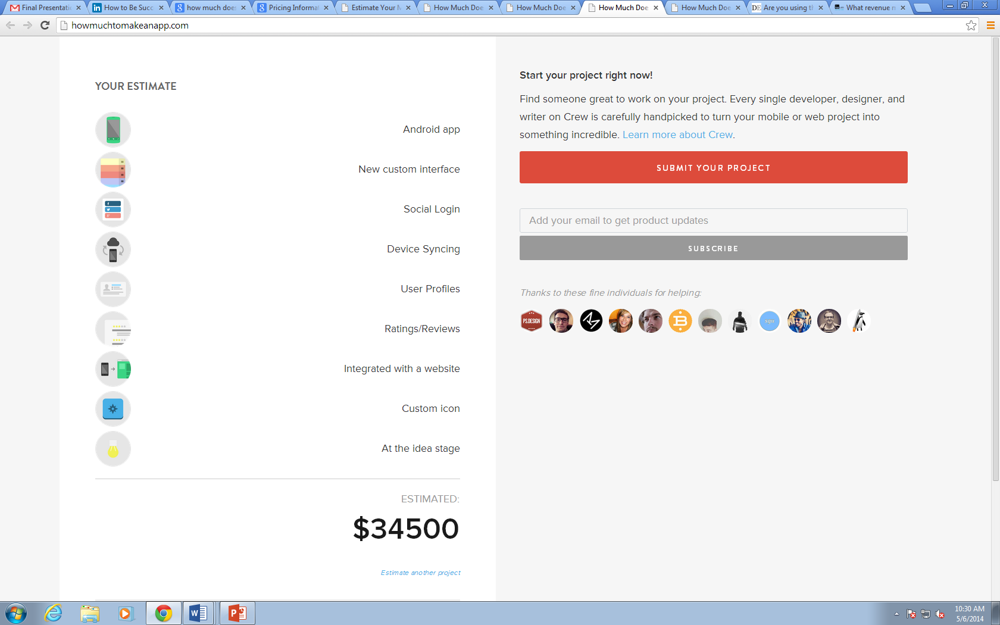 Final Presentati
How to Be Succ
how much does
Pricing Informat
Estimate Your M
How Much Doe
How Much Doe
How Much Doe
How Much Doe
DE Are you using th
What revenue m
howmuchtomakeanapp.com
YOUR ESTIMATE
Android app
New custom interface
Social Login
Device Syncing
User Profiles
Ratings/Reviews
Integrated with a website
Custom icon
At the idea stage
ESTIMATED:
$34500
Estimate another project
Start your project right now!
Find someone great to work on your project. Every single developer, designer, and
writer on Crew is carefully handpicked to turn your mobile or web project into
something incredible. Learn more about Crew.
SUBMIT YOUR PROJECT
Add your email to get product updates
SUBSCRIBE
Thanks to these fine individuals for helping:
PS.DESIGN
sgn
10:30 AM
5/6/2014